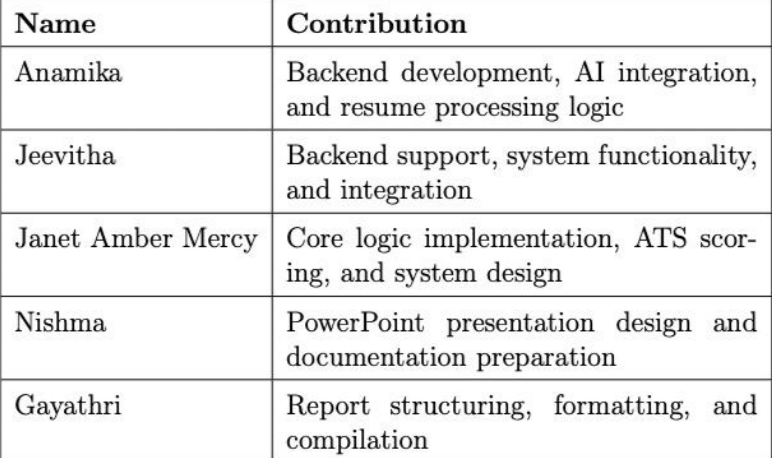 Name Contribution
Anamika Backend development, AI integration,
and resume processing logic
Jeevitha Backend support, system functionality,
and integration
Janet Amber Mercy Core logic implementation, ATS scor-
ing, and system design
Nishma PowerPoint presentation design and
documentation preparation
Gayathri Report structuring, formatting, and
compilation